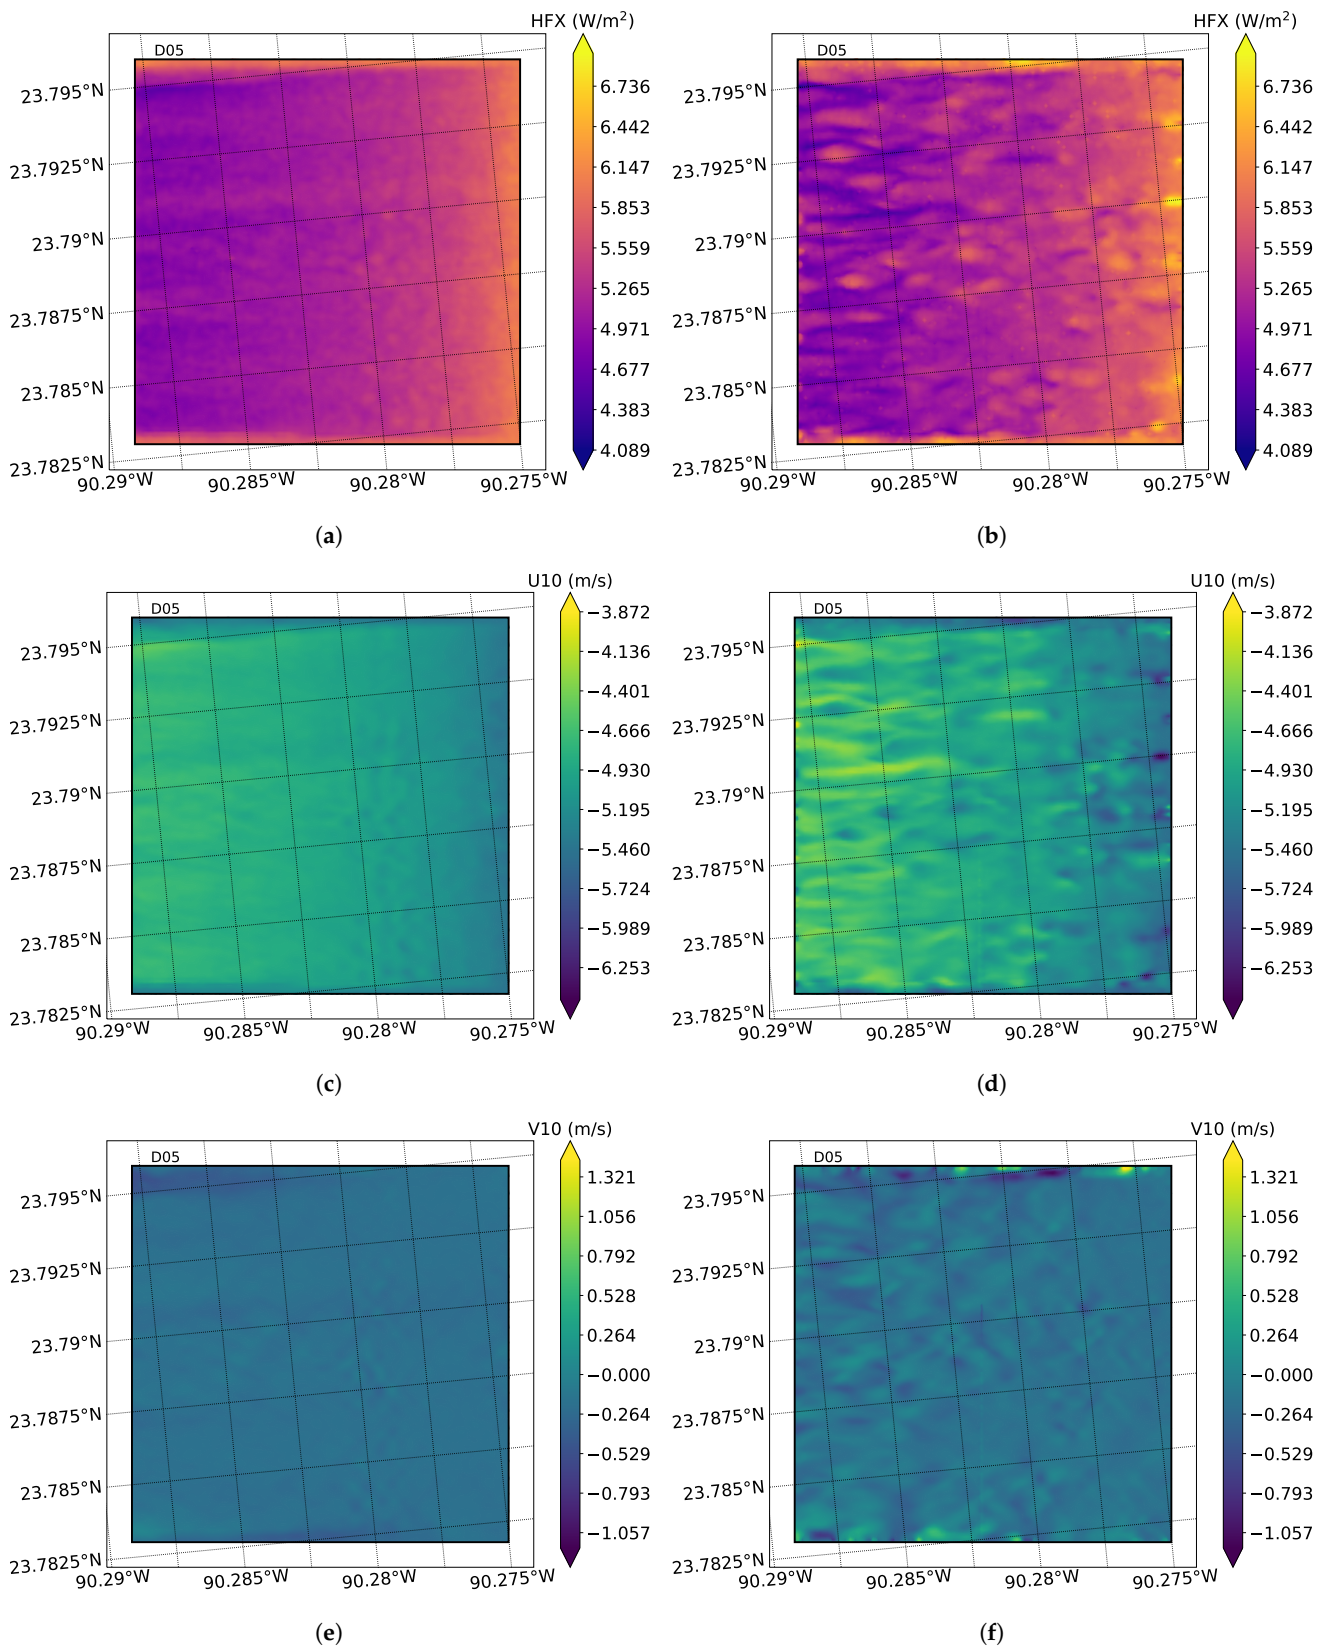 HFX (W/m²)
D05
23.795°N
23.7925°N
23.79°N
23.7875°N
23.785°N
23.7825°N
90.29°W 90.285°W 90.28°W 90.275°W
6.736
6.442
6.147
5.853
5.559
5.265
4.971
4.677
4.383
4.089
(a)
HFX (W/m²)
D05
23.795°N
23.7925°N
23.79°N
23.7875°N
23.785°N
23.7825°N
90.29°W 90.285°W 90.28°W 90.275°W
6.736
6.442
6.147
5.853
5.559
5.265
4.971
4.677
4.383
4.089
(b)
U10 (m/s)
D05
23.795°N
23.7925°N
23.79°N
23.7875°N
23.785°N
23.7825°N
90.29°W 90.285°W 90.28°W 90.275°W
−3.872
−4.136
−4.401
−4.666
−4.930
−5.195
−5.460
−5.724
−5.989
−6.253
(c)
U10 (m/s)
D05
23.795°N
23.7925°N
23.79°N
23.7875°N
23.785°N
23.7825°N
90.29°W 90.285°W 90.28°W 90.275°W
−3.872
−4.136
−4.401
−4.666
−4.930
−5.195
−5.460
−5.724
−5.989
−6.253
(d)
V10 (m/s)
D05
23.795°N
23.7925°N
23.79°N
23.7875°N
23.785°N
23.7825°N
90.29°W 90.285°W 90.28°W 90.275°W
1.321
1.056
0.792
0.528
0.264
−0.000
−0.264
−0.529
−0.793
−1.057
(e)
V10 (m/s)
D05
23.795°N
23.7925°N
23.79°N
23.7875°N
23.785°N
23.7825°N
90.29°W 90.285°W 90.28°W 90.275°W
1.321
1.056
0.792
0.528
0.264
−0.000
−0.264
−0.529
−0.793
−1.057
(f)